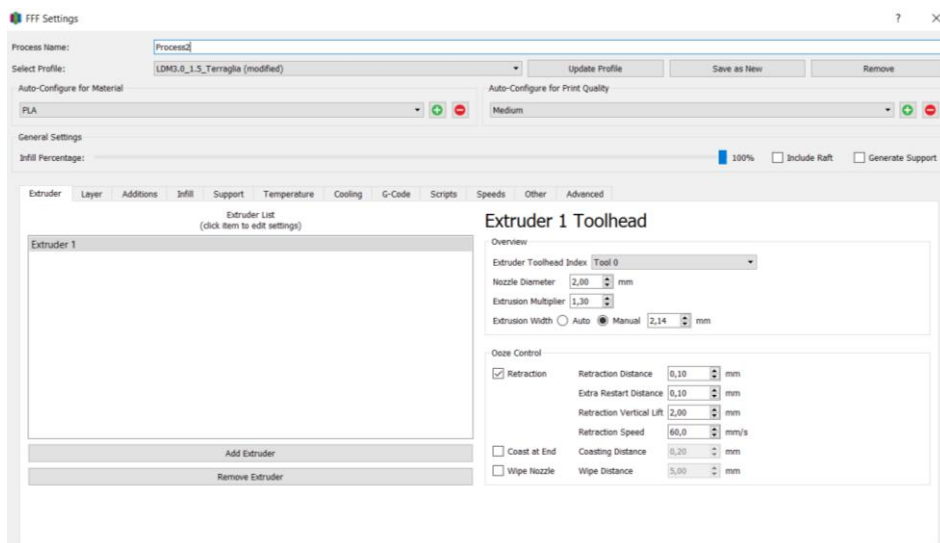 FFF Settings
Process Name: Process2
Select Profile: LDM3.0_1.5_Terraglia (modified) Update Profile Save as New Remove
Auto-Configure for Material
PLA
Auto-Configure for Print Quality
Medium
General Settings
Infill Percentage: 100% Include Raft Generate Support
Extruder Layer Additions Infill Support Temperature Cooling G-Code Scripts Speeds Other Advanced
Extruder List
(click item to edit settings)
Extruder 1
Add Extruder
Remove Extruder
Extruder 1 Toolhead
Overview
Extruder Toolhead Index Tool 0
Nozzle Diameter 2,00 mm
Extrusion Multiplier 1,30
Extrusion Width Auto Manual 2,14 mm
Ooze Control
Retraction Retraction Distance 0,10 mm
Extra Restart Distance 0,10 mm
Retraction Vertical Lift 2,00 mm
Retraction Speed 60,0 mm/s
Coast at End Coasting Distance 0,20 mm
Wipe Nozzle Wipe Distance 5,00 mm